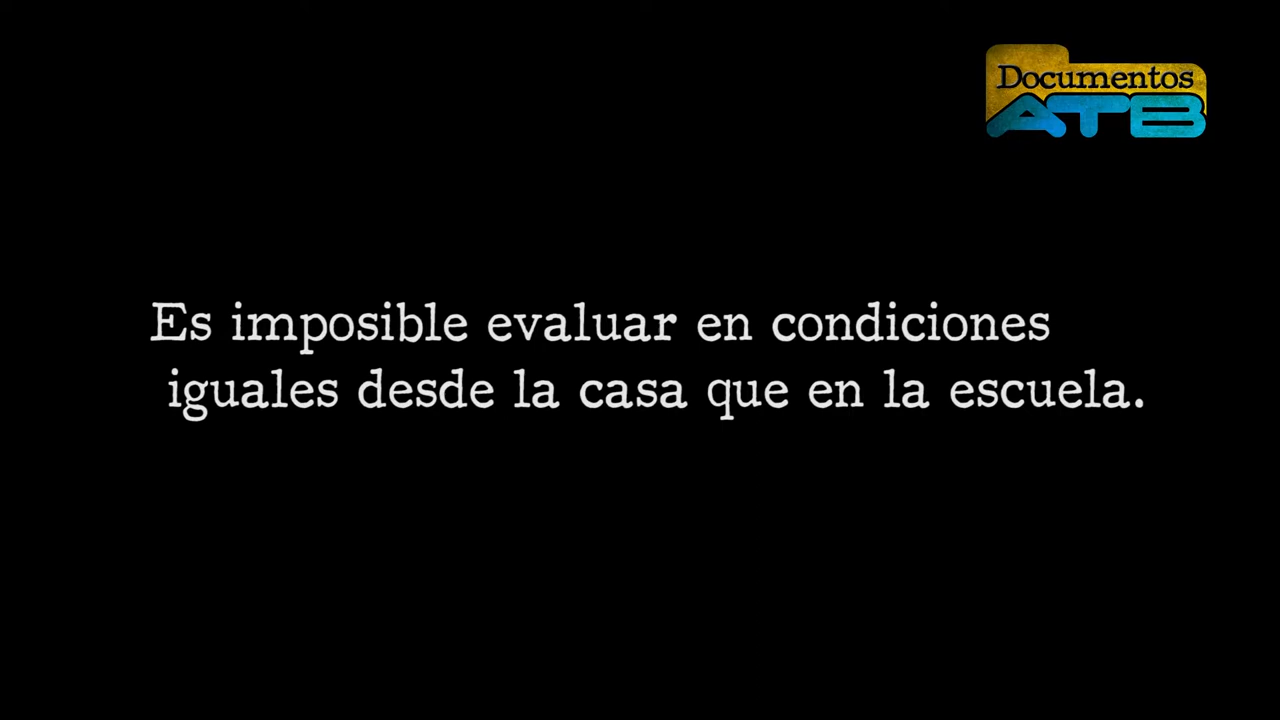 Documentos
ATB
Es imposible evaluar en condiciones
iguales desde la casa que en la escuela.